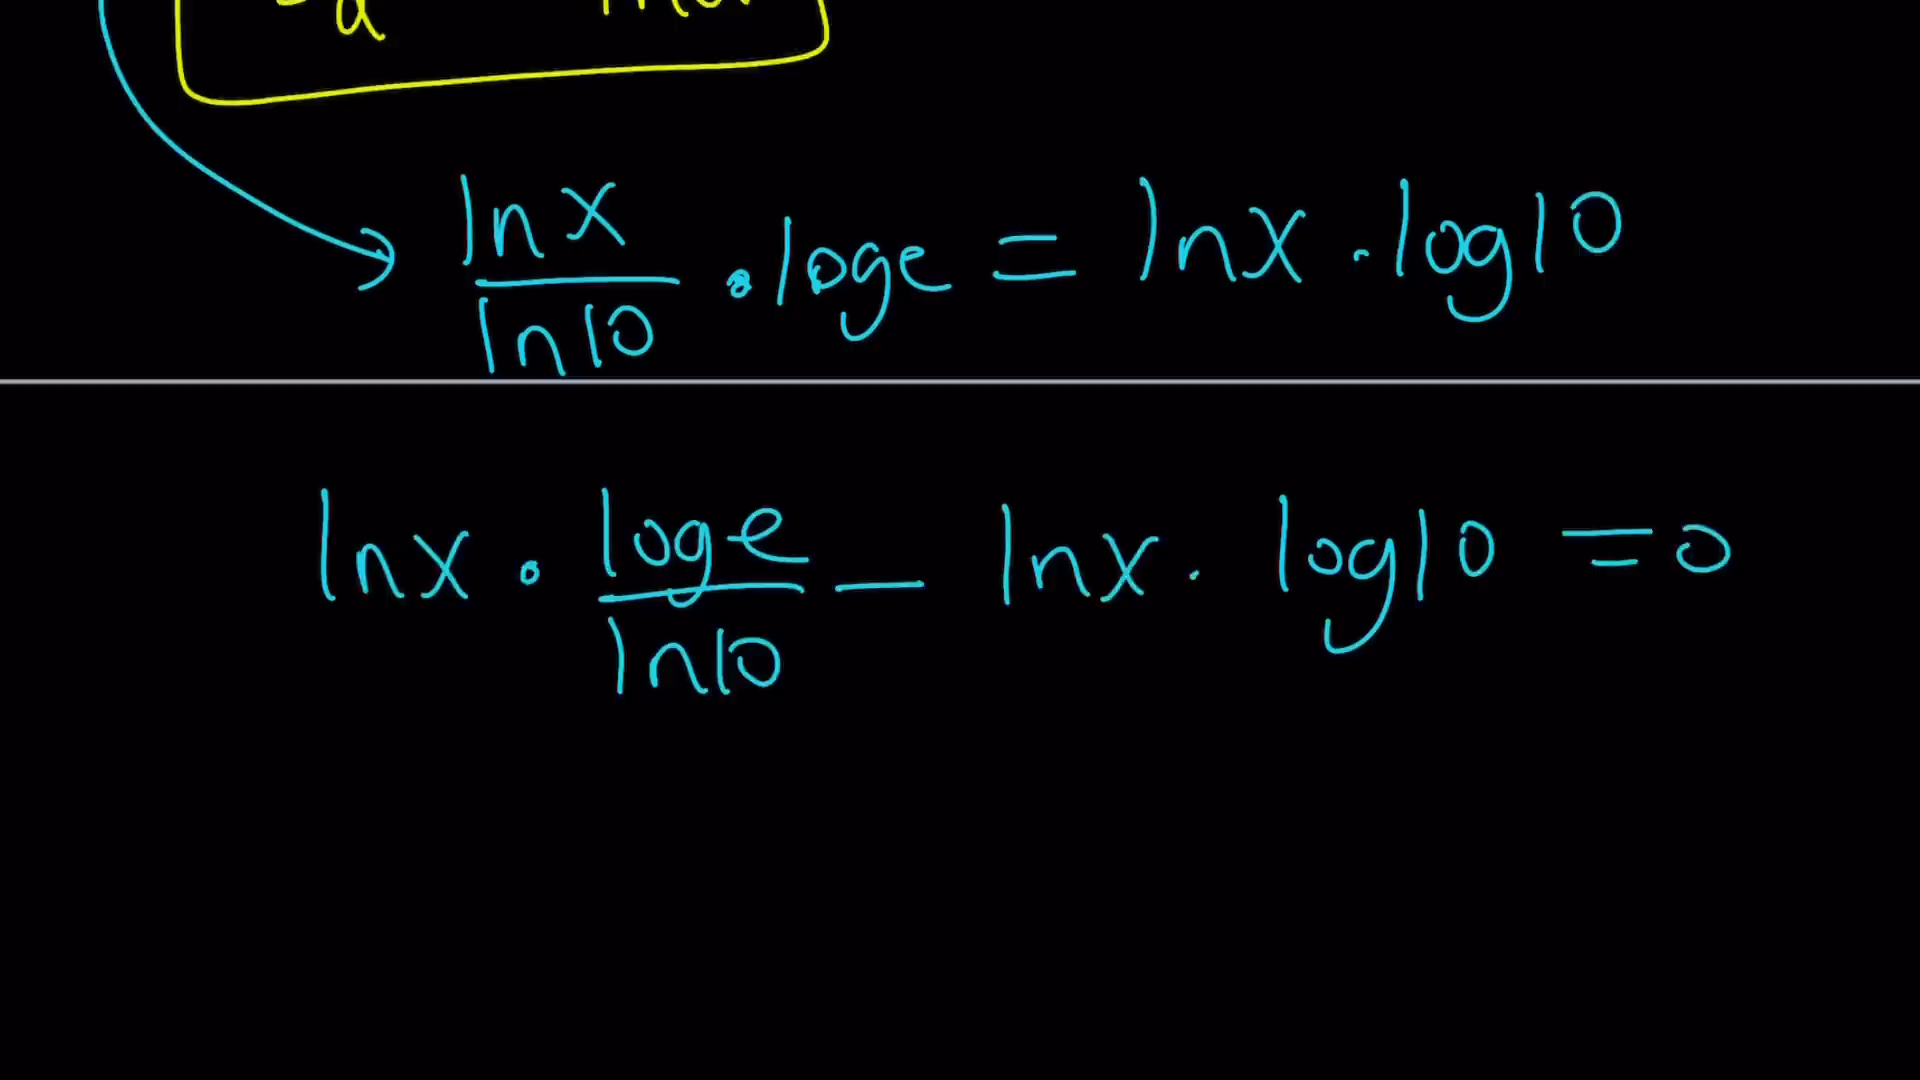 a
ln x / ln 10 · log e = ln x · log 10
ln x · log e / ln 10 — ln x · log 10 = 0